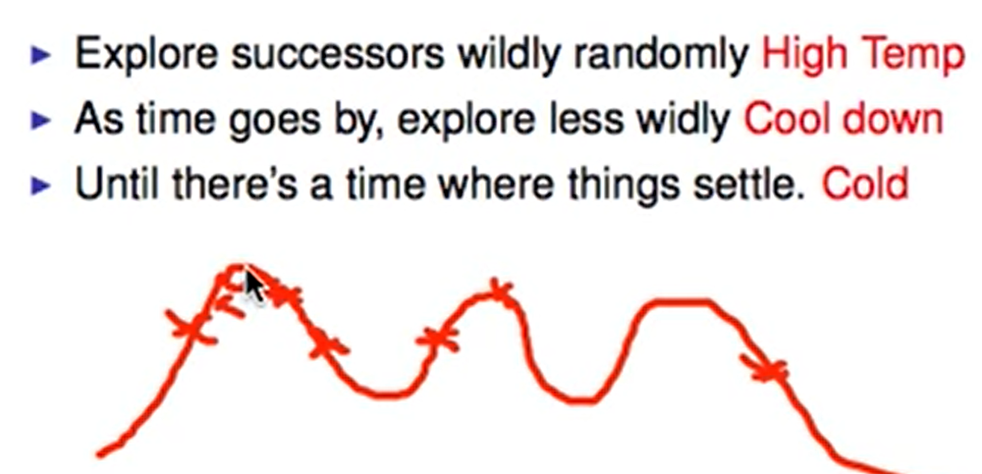 Explore successors wildly randomly High Temp
As time goes by, explore less widly Cool down
Until there's a time where things settle. Cold